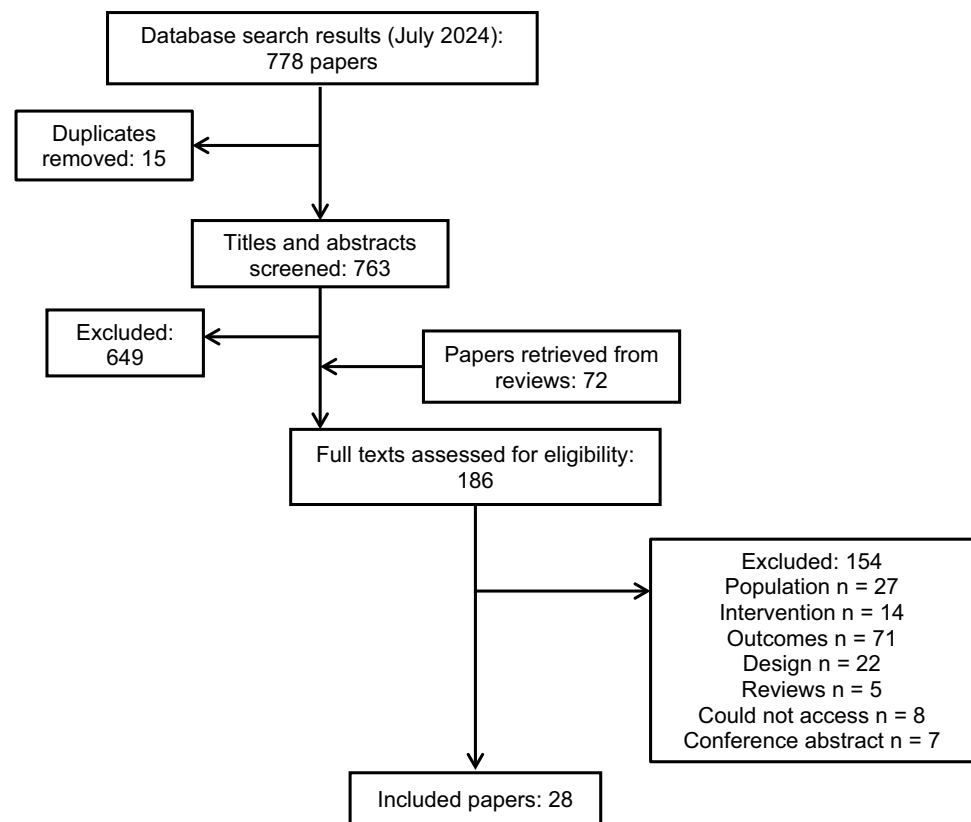 Database search results (July 2024):
778 papers
Duplicates
removed: 15
Titles and abstracts
screened: 763
Excluded:
649
Papers retrieved from
reviews: 72
Full texts assessed for eligibility:
186
Excluded: 154
Population n = 27
Intervention n = 14
Outcomes n = 71
Design n = 22
Reviews n = 5
Could not access n = 8
Conference abstract n = 7
Included papers: 28